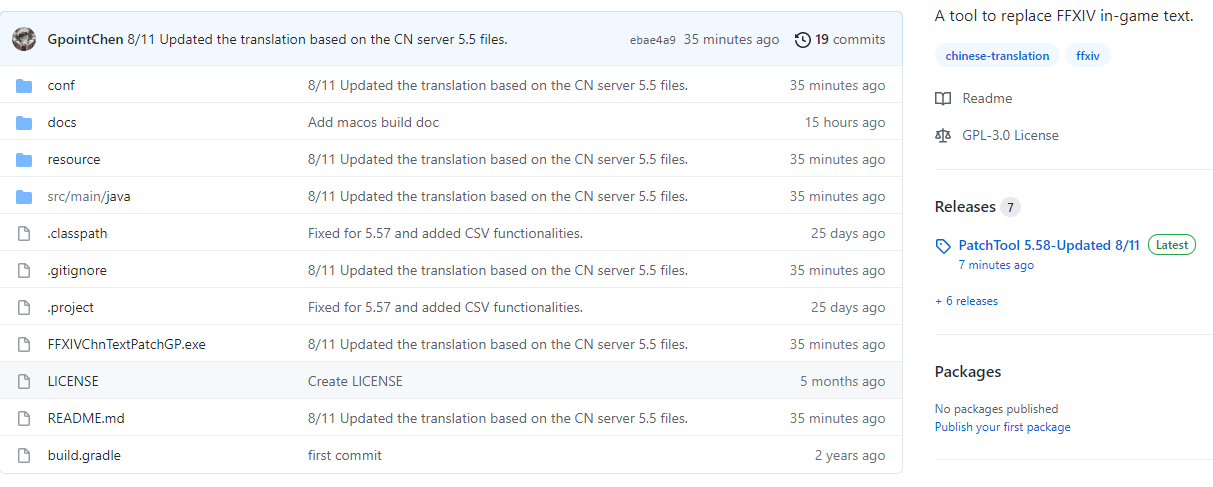 GpointChen 8/11 Updated the translation based on the CN server 5.5 files. ebae4a9 35 minutes ago 19 commits
conf 8/11 Updated the translation based on the CN server 5.5 files. 35 minutes ago
docs Add macos build doc 15 hours ago
resource 8/11 Updated the translation based on the CN server 5.5 files. 35 minutes ago
src/main/java 8/11 Updated the translation based on the CN server 5.5 files. 35 minutes ago
.classpath Fixed for 5.57 and added CSV functionalities. 25 days ago
.gitignore 8/11 Updated the translation based on the CN server 5.5 files. 35 minutes ago
.project Fixed for 5.57 and added CSV functionalities. 25 days ago
FFXIVChnTextPatchGP.exe 8/11 Updated the translation based on the CN server 5.5 files. 35 minutes ago
LICENSE Create LICENSE 5 months ago
README.md 8/11 Updated the translation based on the CN server 5.5 files. 35 minutes ago
build.gradle first commit 2 years ago
A tool to replace FFXIV in-game text.
chinese-translation ffxiv
Readme
GPL-3.0 License
Releases 7
PatchTool 5.58-Updated 8/11 Latest
7 minutes ago
+ 6 releases
Packages
No packages published
Publish your first package